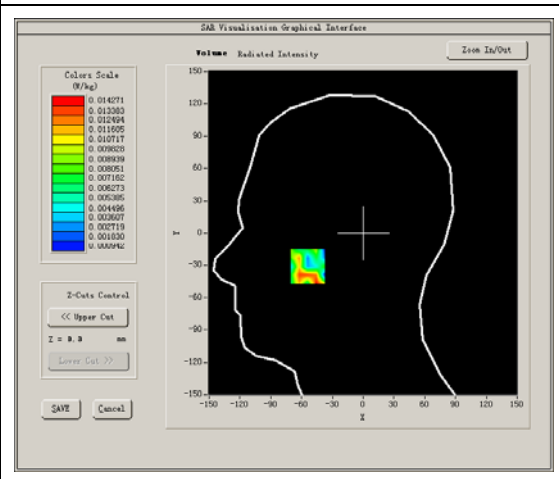 SAR Visualisation Graphical Interface
Volume Radiated Intensity
Zoom In/Out
Colors Scale
(W/kg)
0.014271
0.013383
0.012494
0.011605
0.010717
0.009828
0.008939
0.008051
0.007162
0.006273
0.005385
0.004496
0.003607
0.002719
0.001830
0.000942
150
90
60
30
0
-30
-60
-90
-120
-150
Y
-150 -120 -90 -60 -30 0 30 60 90 120 150
X
Z-Cuts Control
<< Upper Cut
Z = 8.8 mm
Lower Cut >>
SAVE Cancel